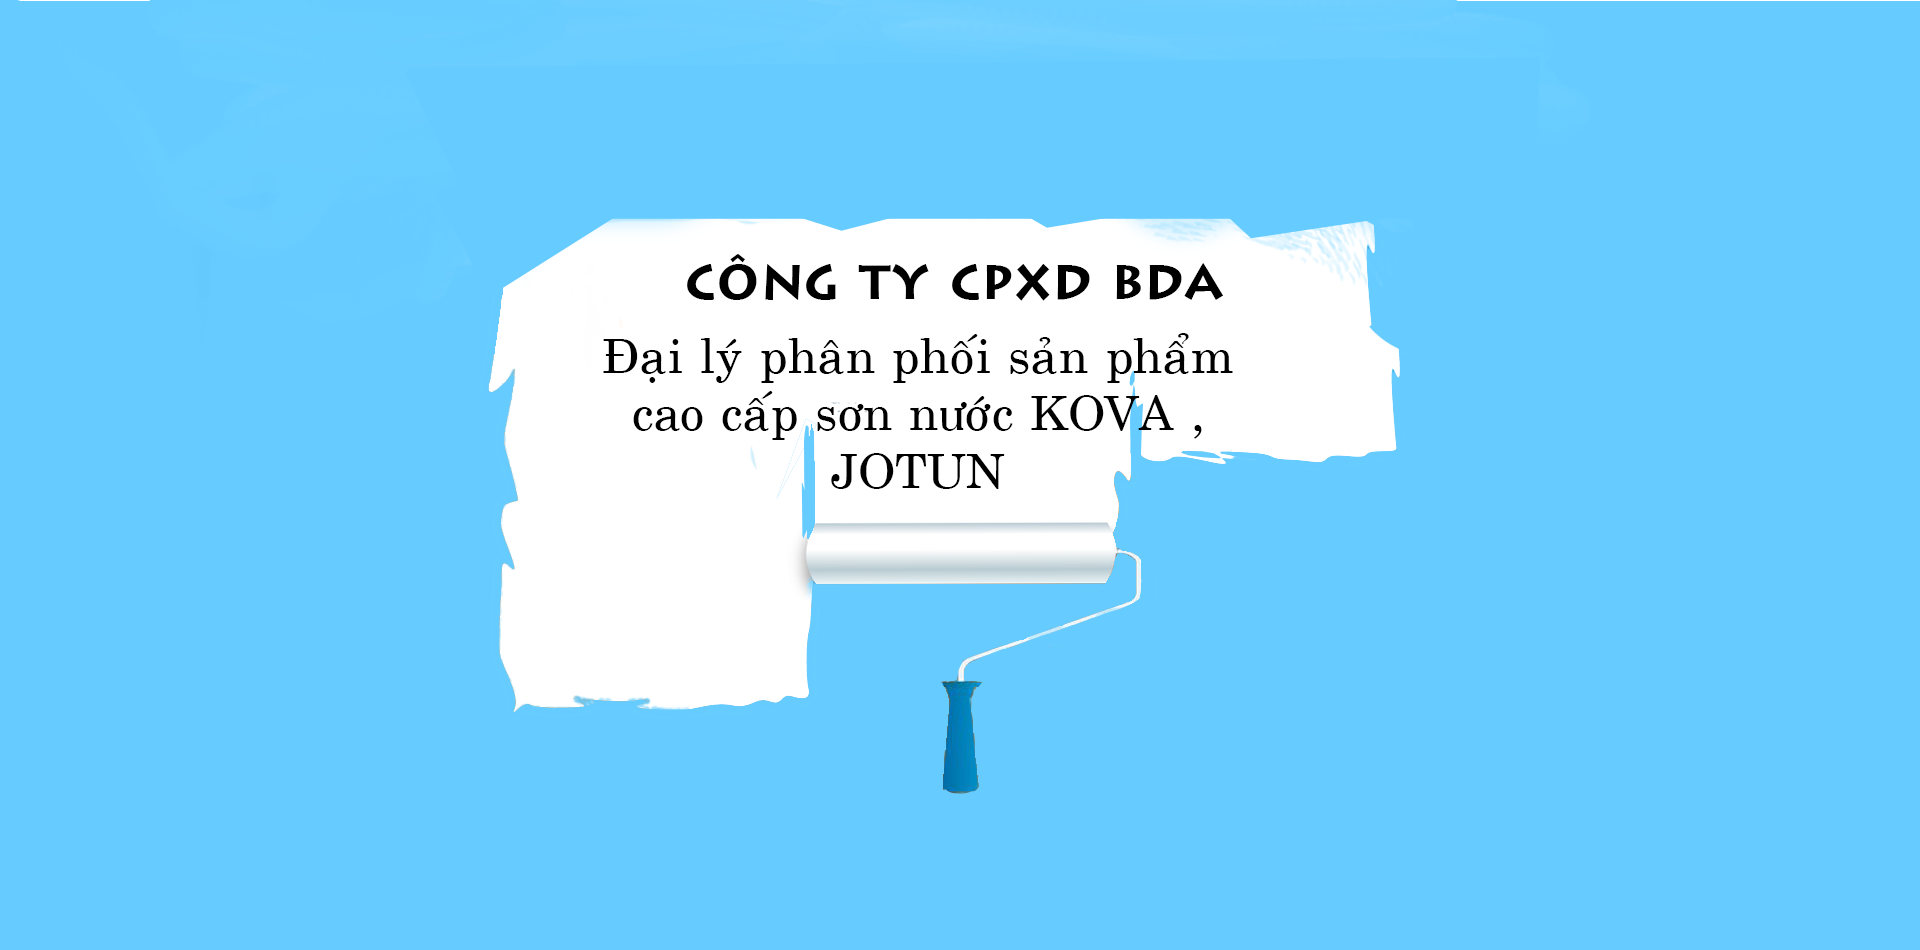 CÔNG TY CPXD BDA
Đại lý phân phối sản phẩm
cao cấp sơn nước KOVA ,
JOTUN